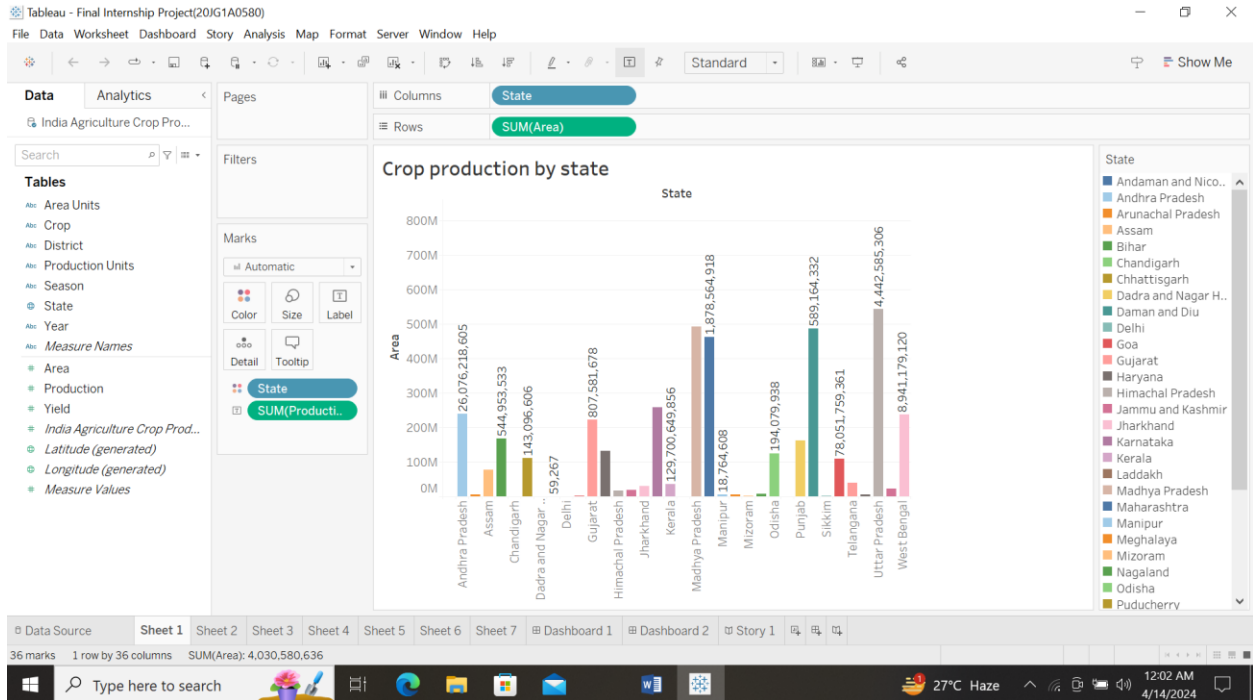 Tableau - Final Internship Project(20JG1A0580)
File Data Worksheet Dashboard Story Analysis Map Format Server Window Help
Standard
Show Me
Data Analytics
India Agriculture Crop Pro...
Search
Tables
Abc Area Units
Abc Crop
Abc District
Abc Production Units
Abc Season
State
Abc Year
Abc Measure Names
# Area
# Production
# Yield
# India Agriculture Crop Prod...
Latitude (generated)
Longitude (generated)
# Measure Values
Pages
Filters
Marks
Automatic
Color Size Label
Detail Tooltip
State
SUM(Producti..
Columns State
Rows SUM(Area)
Crop production by state
State
Area
800M
700M
600M
500M
400M
300M
200M
100M
0M
26,076,218,605
544,953,533
143,096,606
59,267
807,581,678
129,700,649,856
1,878,564,918
18,764,608
194,079,938
589,164,332
78,051,759,361
4,442,585,306
8,941,179,120
Andhra Pradesh
Assam
Chandigarh
Dadra and Nagar ..
Delhi
Gujarat
Himachal Pradesh
Jharkhand
Kerala
Madhya Pradesh
Manipur
Mizoram
Odisha
Punjab
Sikkim
Telangana
Uttar Pradesh
West Bengal
State
Andaman and Nico..
Andhra Pradesh
Arunachal Pradesh
Assam
Bihar
Chandigarh
Chhattisgarh
Dadra and Nagar H..
Daman and Diu
Delhi
Goa
Gujarat
Haryana
Himachal Pradesh
Jammu and Kashmir
Jharkhand
Karnataka
Kerala
Laddakh
Madhya Pradesh
Maharashtra
Manipur
Meghalaya
Mizoram
Nagaland
Odisha
Puducherry
Data Source Sheet 1 Sheet 2 Sheet 3 Sheet 4 Sheet 5 Sheet 6 Sheet 7 Dashboard 1 Dashboard 2 Story 1
36 marks 1 row by 36 columns SUM(Area): 4,030,580,636
Type here to search
1
27°C Haze
12:02 AM
4/14/2024